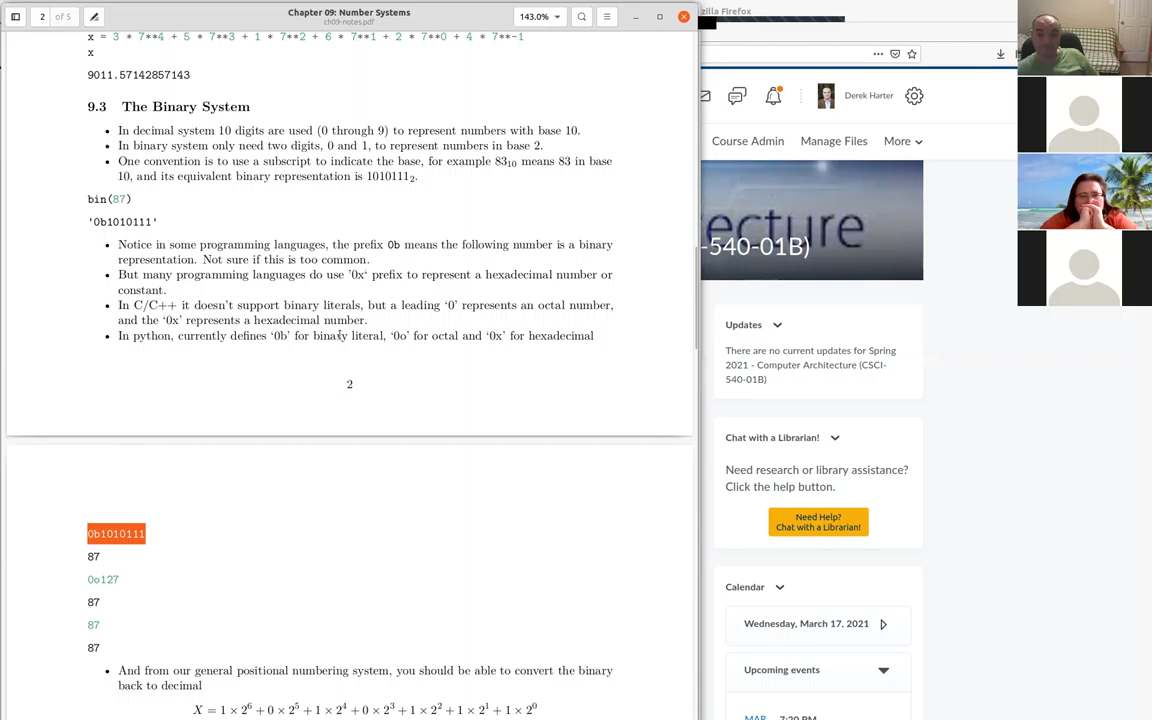 2 of 5
Chapter 09: Number Systems
ch09-notes.pdf
143.0%
x = 3 * 7**4 + 5 * 7**3 + 1 * 7**2 + 6 * 7**1 + 2 * 7**0 + 4 * 7**-1
x
9011.57142857143
9.3 The Binary System
• In decimal system 10 digits are used (0 through 9) to represent numbers with base 10.
• In binary system only need two digits, 0 and 1, to represent numbers in base 2.
• One convention is to use a subscript to indicate the base, for example 83₁₀ means 83 in base
10, and its equivalent binary representation is 1010111₂.
bin(87)
'0b1010111'
• Notice in some programming languages, the prefix 0b means the following number is a binary
representation. Not sure if this is too common.
• But many programming languages do use '0x‘ prefix to represent a hexadecimal number or
constant.
• In C/C++ it doesn't support binary literals, but a leading ‘0’ represents an octal number,
and the ‘0x’ represents a hexadecimal number.
• In python, currently defines ‘0b’ for binary literal, ‘0o’ for octal and ‘0x’ for hexadecimal
2
0b1010111
87
0o127
87
87
87
• And from our general positional numbering system, you should be able to convert the binary
back to decimal
X = 1 × 2⁶ + 0 × 2⁵ + 1 × 2⁴ + 0 × 2³ + 1 × 2² + 1 × 2¹ + 1 × 2⁰
zilla Firefox
Derek Harter
Course Admin
Manage Files
More
ecture
-540-01B)
Updates
There are no current updates for Spring
2021 - Computer Architecture (CSCI-
540-01B)
Chat with a Librarian!
Need research or library assistance?
Click the help button.
Need Help?
Chat with a Librarian!
Calendar
Wednesday, March 17, 2021
Upcoming events
MAR
7:20 PM